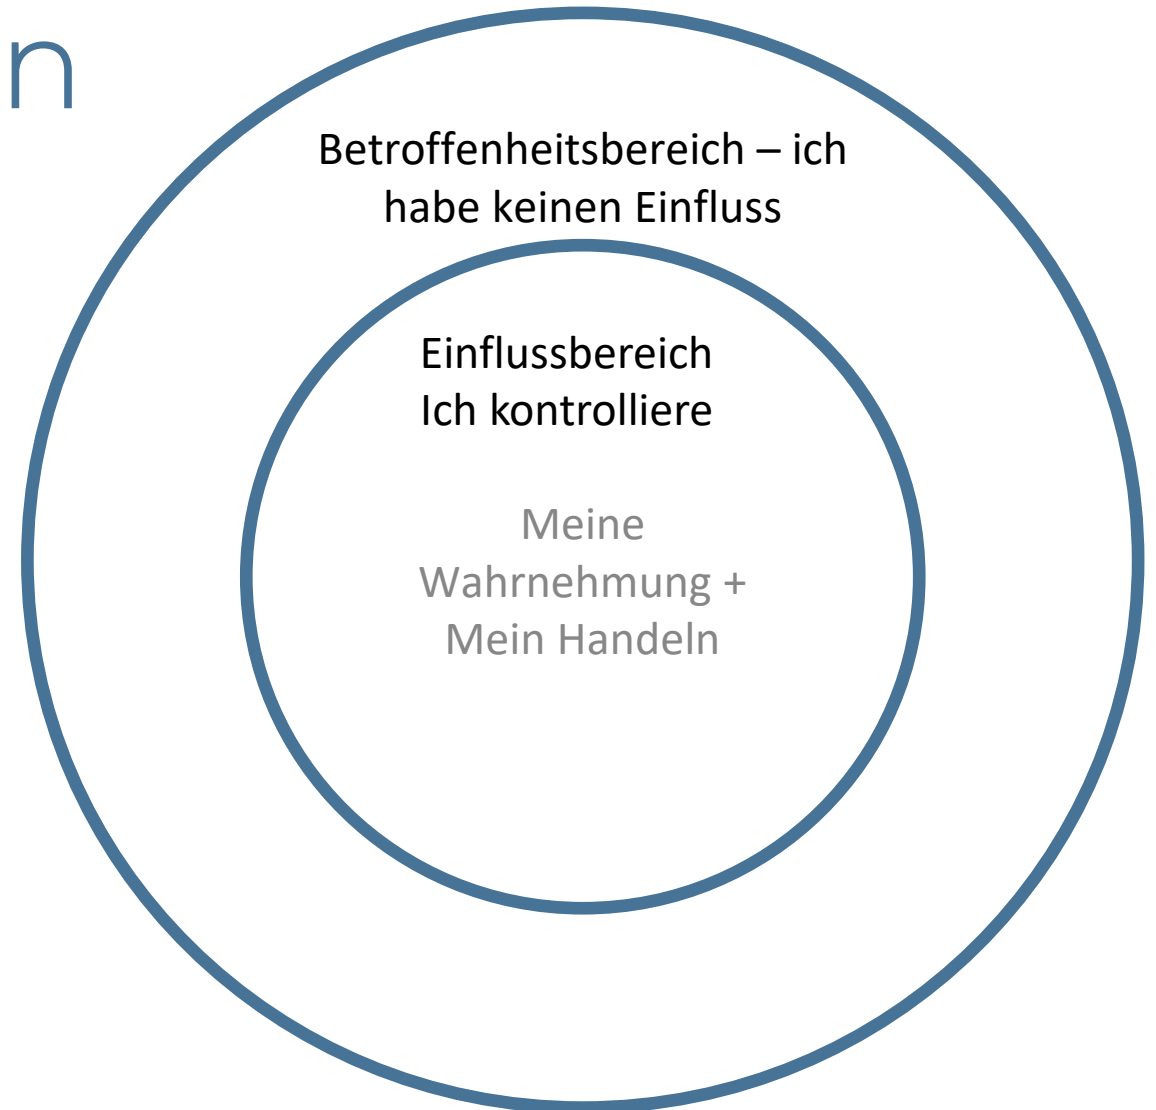 n
Betroffenheitsbereich – ich
habe keinen Einfluss
Einflussbereich
Ich kontrolliere
Meine
Wahrnehmung +
Mein Handeln